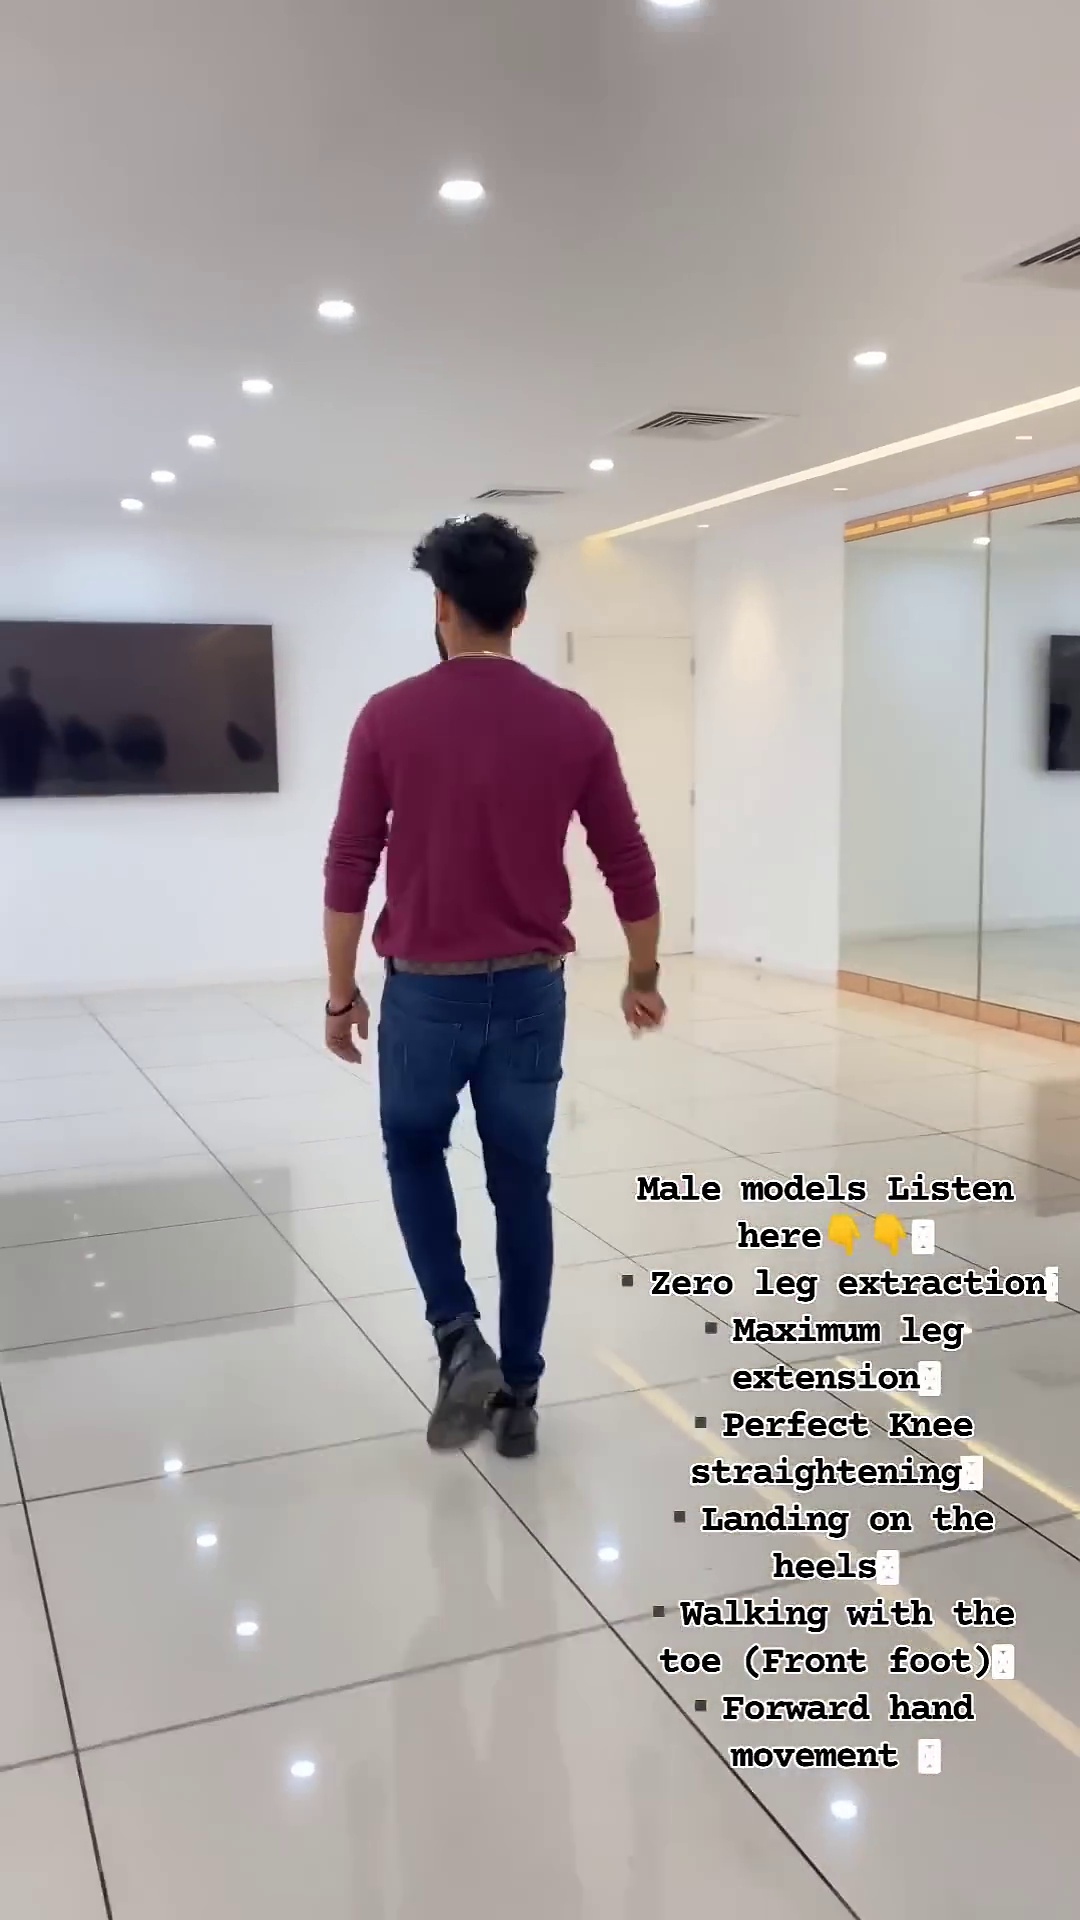 Male models Listen
here👇👇
▪ Zero leg extraction
▪ Maximum leg
extension
▪ Perfect Knee
straightening
▪ Landing on the
heels
▪ Walking with the
toe (Front foot)
▪ Forward hand
movement